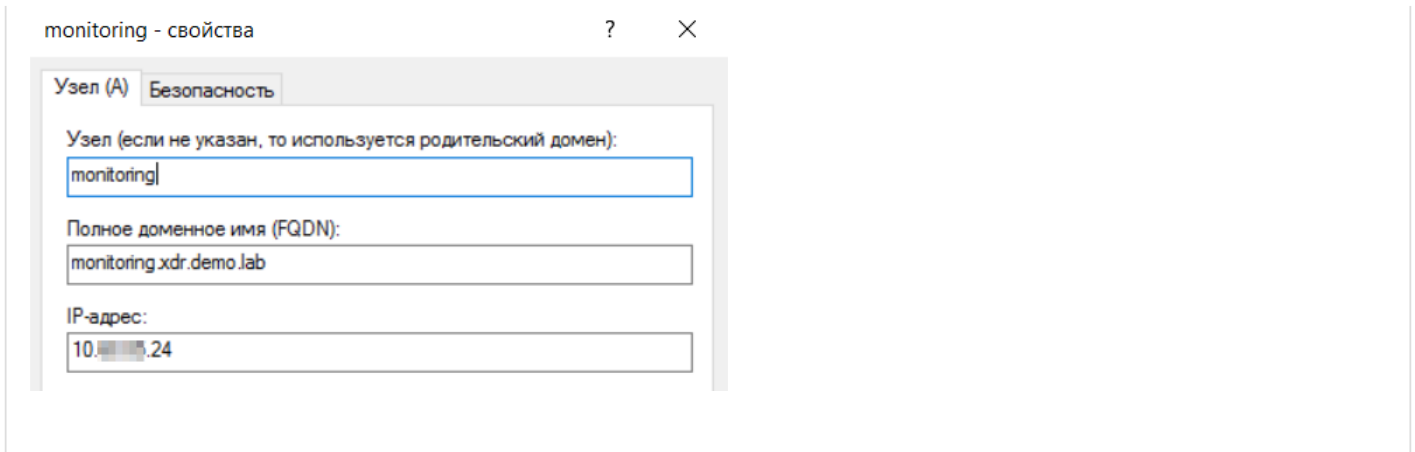 monitoring - свойства ? ×
Узел (A) Безопасность
Узел (если не указан, то используется родительский домен):
monitoring
Полное доменное имя (FQDN):
monitoring.xdr.demo.lab
IP-адрес:
10. .24